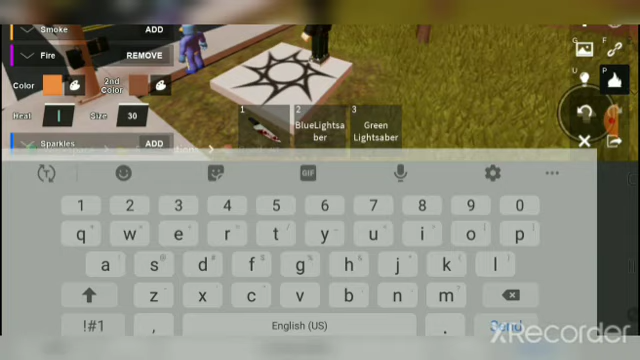 Smoke ADD
Fire REMOVE
Color 2nd Color
Heat Size 30
Sparkles ADD
1 2 3
BlueLightsa
ber
Green
Lightsaber
G F
U P
GIF
1 2 3 4 5 6 7 8 9 0
q w e r t y u i o p
a s d f g h j k l
z x c v b n m
!#1 , English (US) . Send
XRecorder